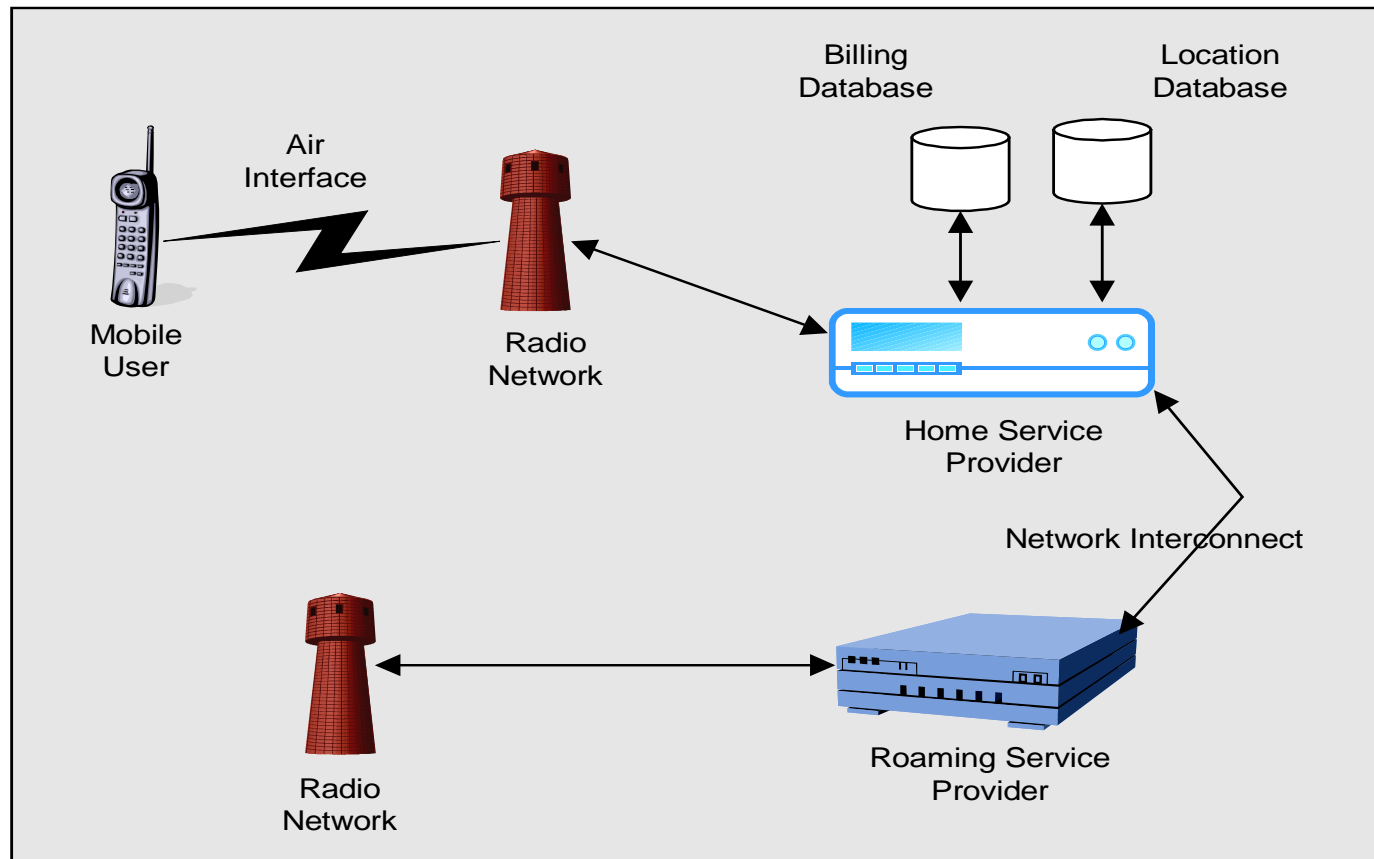 Billing
Database
Location
Database
Air
Interface
Mobile
User
Radio
Network
Home Service
Provider
Network Interconnect
Radio
Network
Roaming Service
Provider